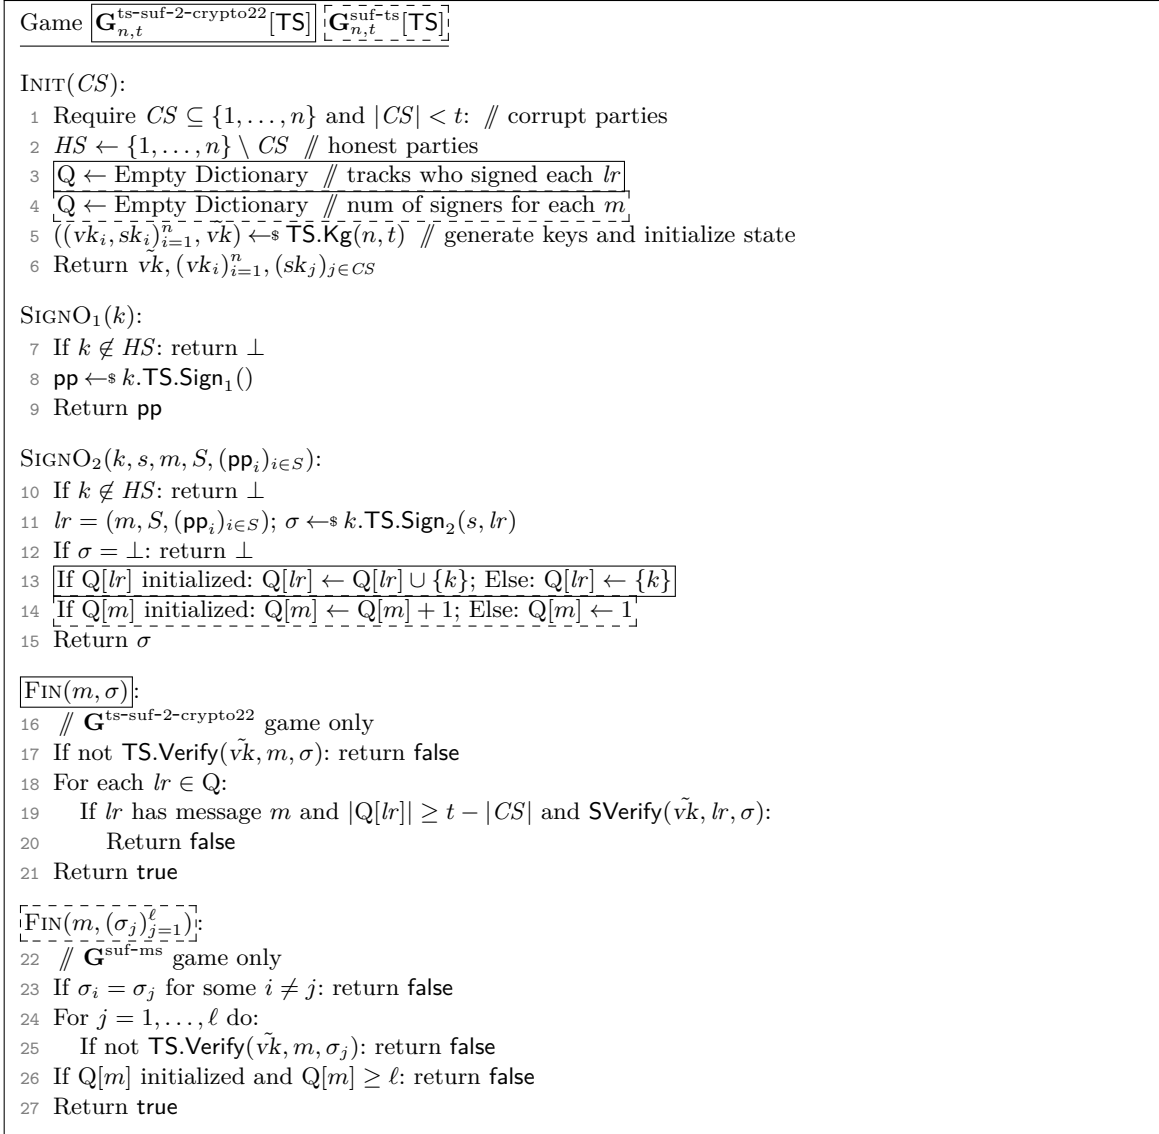 Game G^{ts-suf-2-crypto22}_{n,t}[TS] G^{suf-ts}_{n,t}[TS]
INIT(CS):
1 Require CS ⊆ {1, . . . , n} and |CS| < t: // corrupt parties
2 HS ← {1, . . . , n} \ CS // honest parties
3 Q ← Empty Dictionary // tracks who signed each lr
4 Q ← Empty Dictionary // num of signers for each m
5 ((vk_i, sk_i)^n_{i=1}, ṽk) ←$ TS.Kg(n, t) // generate keys and initialize state
6 Return ṽk, (vk_i)^n_{i=1}, (sk_j)_{j∈CS}
SIGNO_1(k):
7 If k ∉ HS: return ⊥
8 pp ←$ k.TS.Sign_1()
9 Return pp
SIGNO_2(k, s, m, S, (pp_i)_{i∈S}):
10 If k ∉ HS: return ⊥
11 lr = (m, S, (pp_i)_{i∈S}); σ ←$ k.TS.Sign_2(s, lr)
12 If σ = ⊥: return ⊥
13 If Q[lr] initialized: Q[lr] ← Q[lr] ∪ {k}; Else: Q[lr] ← {k}
14 If Q[m] initialized: Q[m] ← Q[m] + 1; Else: Q[m] ← 1
15 Return σ
FIN(m, σ):
16 // G^{ts-suf-2-crypto22} game only
17 If not TS.Verify(ṽk, m, σ): return false
18 For each lr ∈ Q:
19 If lr has message m and |Q[lr]| ≥ t − |CS| and SVerify(ṽk, lr, σ):
20 Return false
21 Return true
FIN(m, (σ_j)^ℓ_{j=1}):
22 // G^{suf-ms} game only
23 If σ_i = σ_j for some i ≠ j: return false
24 For j = 1, . . . , ℓ do:
25 If not TS.Verify(ṽk, m, σ_j): return false
26 If Q[m] initialized and Q[m] ≥ ℓ: return false
27 Return true